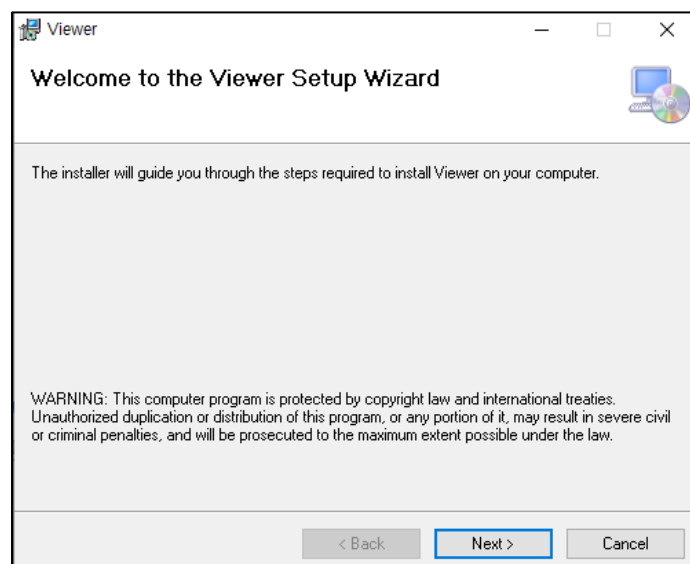 Viewer
Welcome to the Viewer Setup Wizard
The installer will guide you through the steps required to install Viewer on your computer.
WARNING: This computer program is protected by copyright law and international treaties.
Unauthorized duplication or distribution of this program, or any portion of it, may result in severe civil
or criminal penalties, and will be prosecuted to the maximum extent possible under the law.
< Back
Next >
Cancel